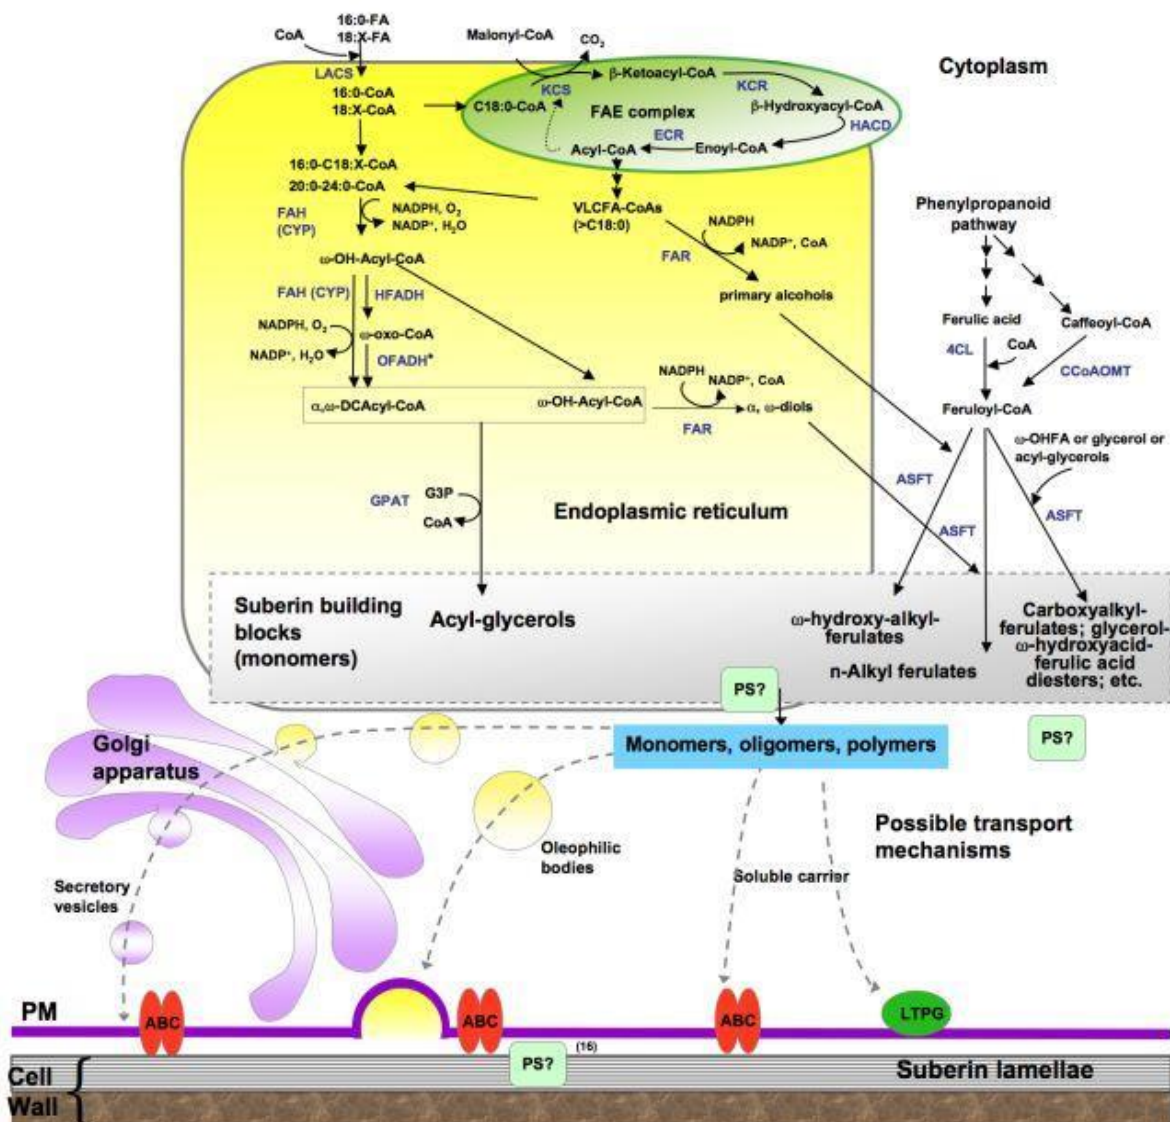 16:0-FA
18:X-FA
CoA
LACS
16:0-CoA
18:X-CoA
16:0-C18:X-CoA
20:0-24:0-CoA
Malonyl-CoA
CO₂
C18:0-CoA
KCS
β-Ketoacyl-CoA
KCR
β-Hydroxyacyl-CoA
HACD
FAE complex
ECR
Acyl-CoA
Enoyl-CoA
Cytoplasm
FAH
(CYP)
NADPH, O₂
NADP⁺, H₂O
VLCFA-CoAs
(>C18:0)
NADPH
NADP⁺, CoA
FAR
primary alcohols
Phenylpropanoid
pathway
ω-OH-Acyl-CoA
FAH (CYP)
HFADH
NADPH, O₂
NADP⁺, H₂O
ω-oxo-CoA
OFADH*
Ferulic acid
Caffeoyl-CoA
4CL
CoA
CCoAOMT
Feruloyl-CoA
α,ω-DCAcyl-CoA
ω-OH-Acyl-CoA
NADPH
NADP⁺, CoA
FAR
α, ω-diols
ω-OHFA or glycerol or
acyl-glycerols
ASFT
ASFT
ASFT
GPAT
G3P
CoA
Endoplasmic reticulum
Suberin building
blocks
(monomers)
Acyl-glycerols
ω-hydroxy-alkyl-
ferulates
n-Alkyl ferulates
Carboxyalkyl-
ferulates; glycerol-
ω-hydroxyacid-
ferulic acid
diesters; etc.
PS?
PS?
Monomers, oligomers, polymers
Golgi
apparatus
Oleophilic
bodies
Possible transport
mechanisms
Soluble carrier
Secretory
vesicles
PM
ABC
ABC
ABC
LTPG
PS?
(16)
Suberin lamellae
Cell
Wall